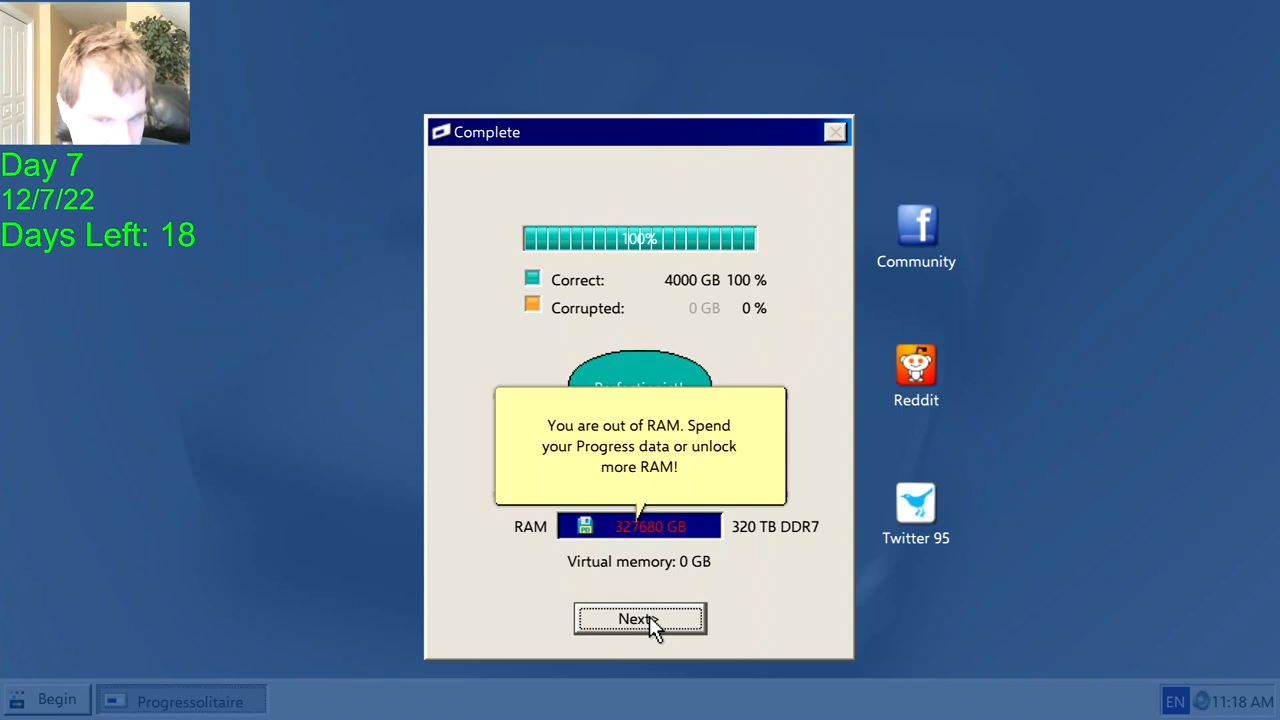 Day 7
12/7/22
Days Left: 18
Complete
100%
Correct: 4000 GB 100 %
Corrupted: 0 GB 0 %
Perfectionist!
You are out of RAM. Spend
your Progress data or unlock
more RAM!
RAM 327680 GB 320 TB DDR7
Virtual memory: 0 GB
Next
Community
Reddit
Twitter 95
Begin
Progressolitaire
EN 11:18 AM